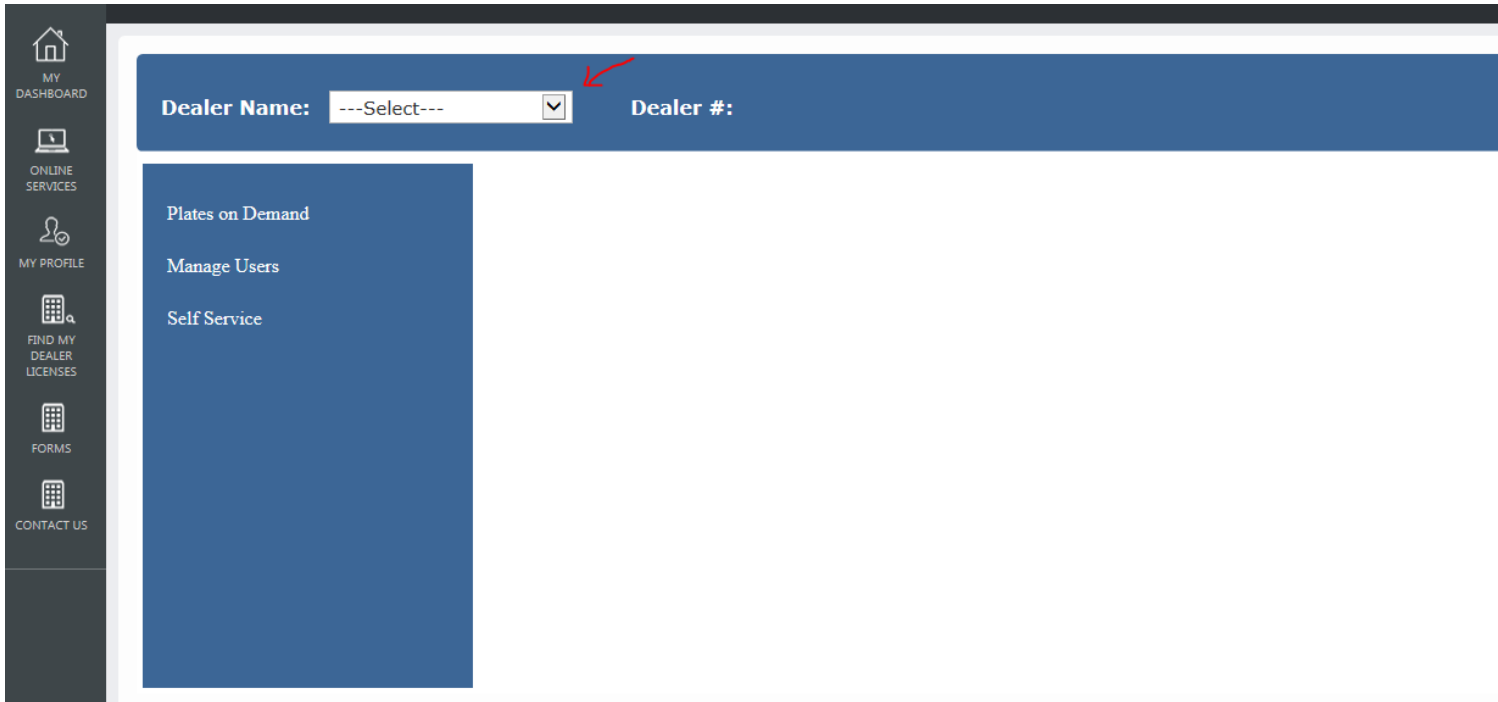 MY
DASHBOARD
ONLINE
SERVICES
MY PROFILE
FIND MY
DEALER
LICENSES
FORMS
CONTACT US
Dealer Name: ---Select--- Dealer #:
Plates on Demand
Manage Users
Self Service